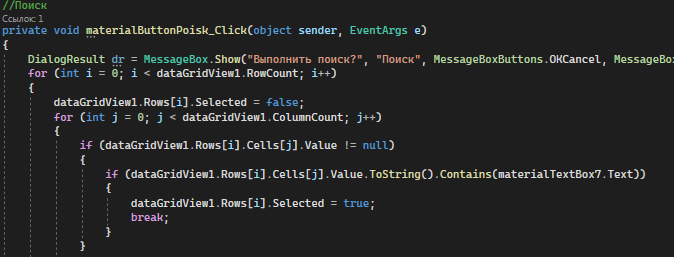 //Поиск
Ссылок: 1
private void materialButtonPoisk_Click(object sender, EventArgs e)
{
DialogResult dr = MessageBox.Show("Выполнить поиск?", "Поиск", MessageBoxButtons.OKCancel, MessageBox
for (int i = 0; i < dataGridView1.RowCount; i++)
{
dataGridView1.Rows[i].Selected = false;
for (int j = 0; j < dataGridView1.ColumnCount; j++)
{
if (dataGridView1.Rows[i].Cells[j].Value != null)
{
if (dataGridView1.Rows[i].Cells[j].Value.ToString().Contains(materialTextBox7.Text))
{
dataGridView1.Rows[i].Selected = true;
break;
}
}